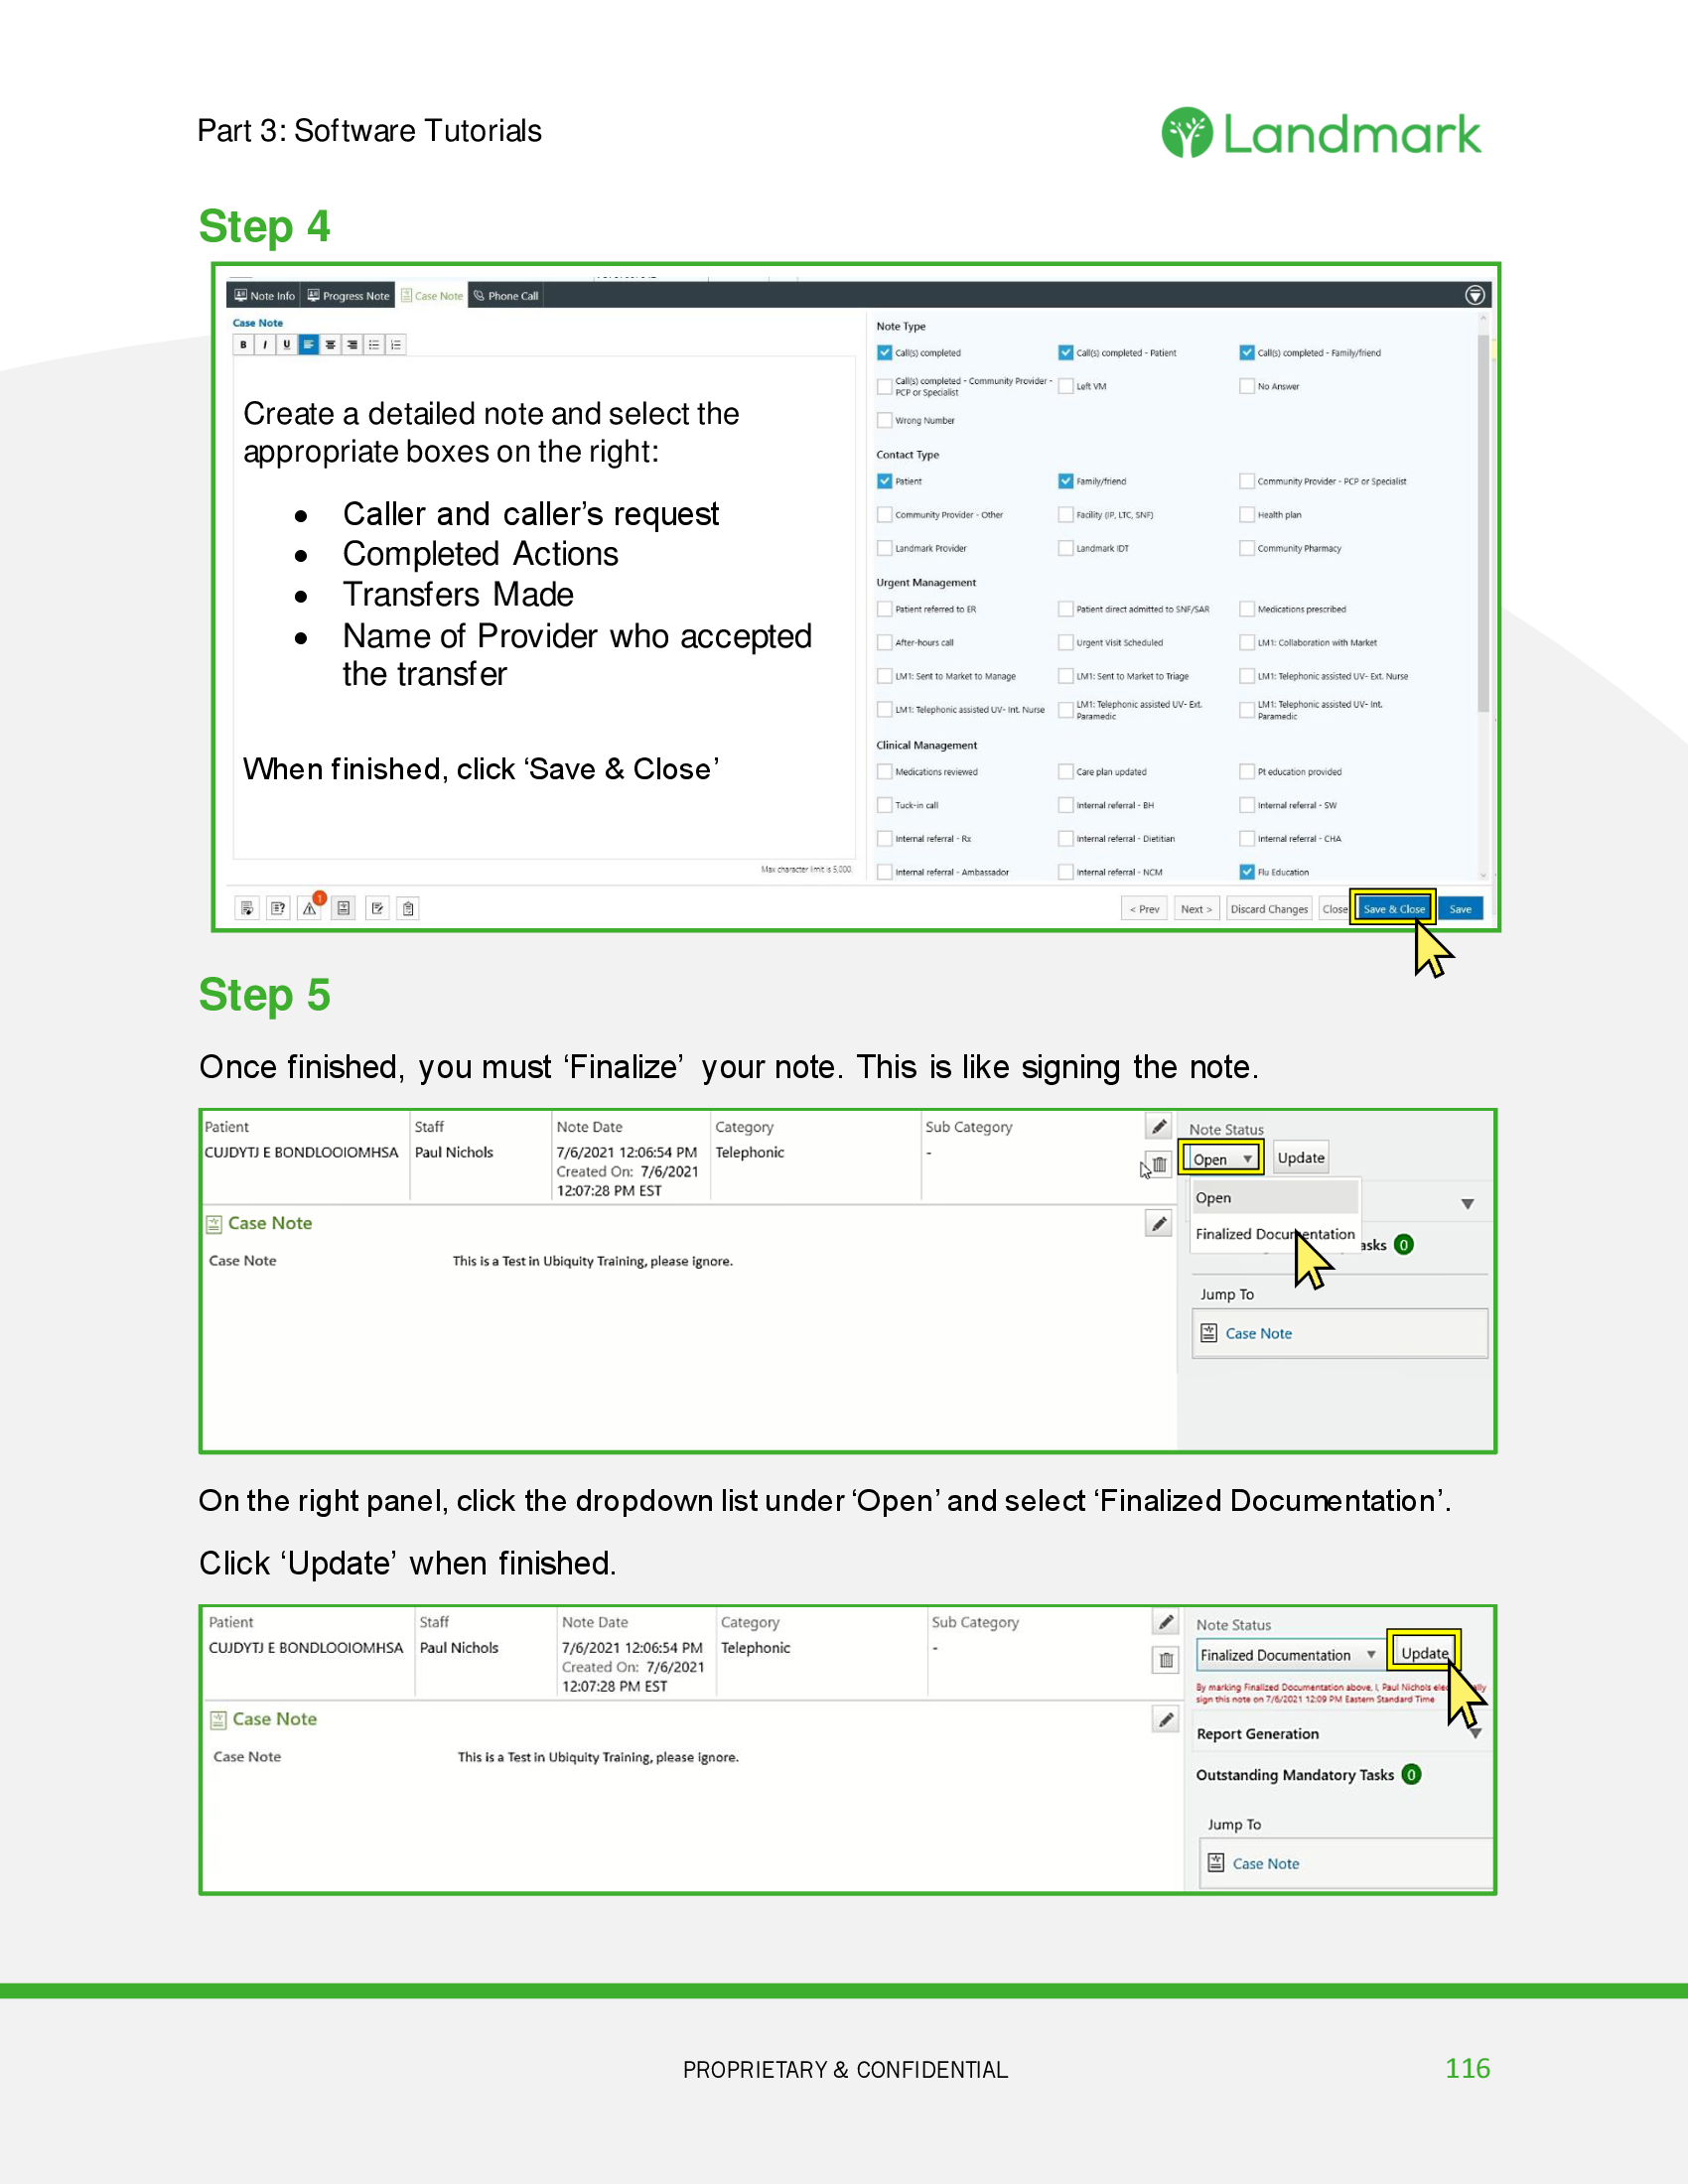 Part 3: Software Tutorials
Landmark
Step 4
Note Info Progress Note Case Note Phone Call
Case Note
B I U
Create a detailed note and select the
appropriate boxes on the right:
• Caller and caller's request
• Completed Actions
• Transfers Made
• Name of Provider who accepted
the transfer
When finished, click 'Save & Close'
Max character limit is 5,000
Note Type
Call(s) completed Call(s) completed - Patient Call(s) completed - Family/friend
Call(s) completed - Community Provider -
PCP or Specialist Left VM No Answer
Wrong Number
Contact Type
Patient Family/friend Community Provider - PCP or Specialist
Community Provider - Other Facility (IP, LTC, SNF) Health plan
Landmark Provider Landmark IDT Community Pharmacy
Urgent Management
Patient referred to ER Patient direct admitted to SNF/SAR Medications prescribed
After-hours call Urgent Visit Scheduled LM1: Collaboration with Market
LM1: Sent to Market to Manage LM1: Sent to Market to Triage LM1: Telephonic assisted UV- Ext. Nurse
LM1: Telephonic assisted UV- Int. Nurse LM1: Telephonic assisted UV- Ext.
Paramedic LM1: Telephonic assisted UV- Int.
Paramedic
Clinical Management
Medications reviewed Care plan updated Pt education provided
Tuck-in call Internal referral - BH Internal referral - SW
Internal referral - Rx Internal referral - Dietitian Internal referral - CHA
Internal referral - Ambassador Internal referral - NCM Flu Education
1
< Prev Next > Discard Changes Close Save & Close Save
Step 5
Once finished, you must 'Finalize' your note. This is like signing the note.
Patient Staff Note Date Category Sub Category Note Status
CUJDYTJ E BONDLOOIOMHSA Paul Nichols 7/6/2021 12:06:54 PM Telephonic - Open Update
Created On: 7/6/2021
12:07:28 PM EST
Open
Case Note
Finalized Documentation
asks 0
Case Note This is a Test in Ubiquity Training, please ignore.
Jump To
Case Note
On the right panel, click the dropdown list under 'Open' and select 'Finalized Documentation'.
Click 'Update' when finished.
Patient Staff Note Date Category Sub Category Note Status
CUJDYTJ E BONDLOOIOMHSA Paul Nichols 7/6/2021 12:06:54 PM Telephonic - Finalized Documentation Update
Created On: 7/6/2021
12:07:28 PM EST
By marking Finalized Documentation above, I, Paul Nichols
sign this note on 7/6/2021 12:09 PM Eastern Standard Time
Case Note
Report Generation
Case Note This is a Test in Ubiquity Training, please ignore.
Outstanding Mandatory Tasks 0
Jump To
Case Note
PROPRIETARY & CONFIDENTIAL
116